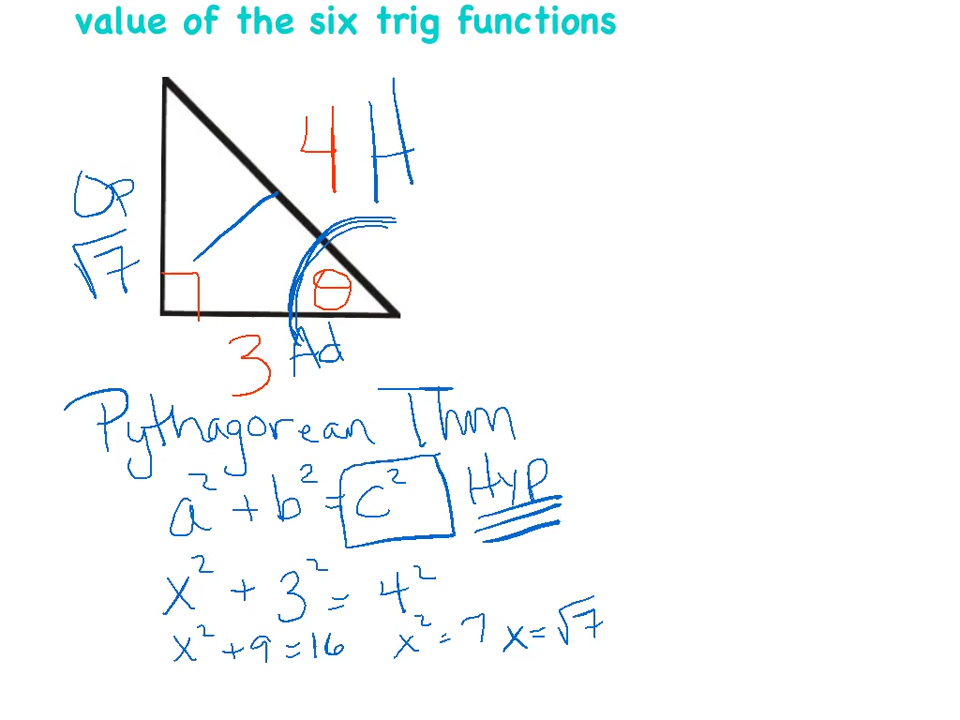 value of the six trig functions
4 H
Op
√7
θ
3 Ad
Pythagorean Thm
a² + b² = c² Hyp
x² + 3² = 4²
x² + 9 = 16 x² = 7 x = √7